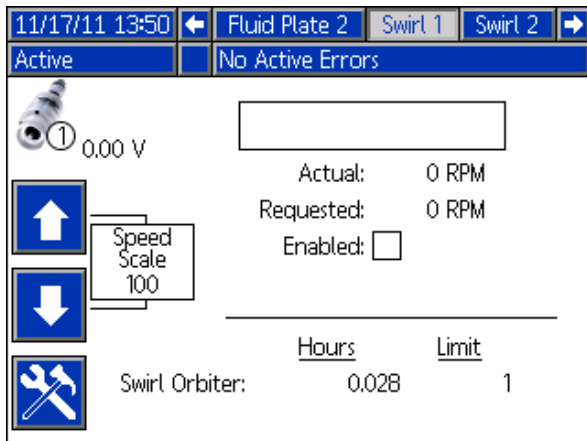 11/17/11 13:50 Fluid Plate 2 Swirl 1 Swirl 2
Active No Active Errors
1 0.00 V
Actual: 0 RPM
Requested: 0 RPM
Enabled:
Speed
Scale
100
Hours Limit
Swirl Orbiter: 0.028 1